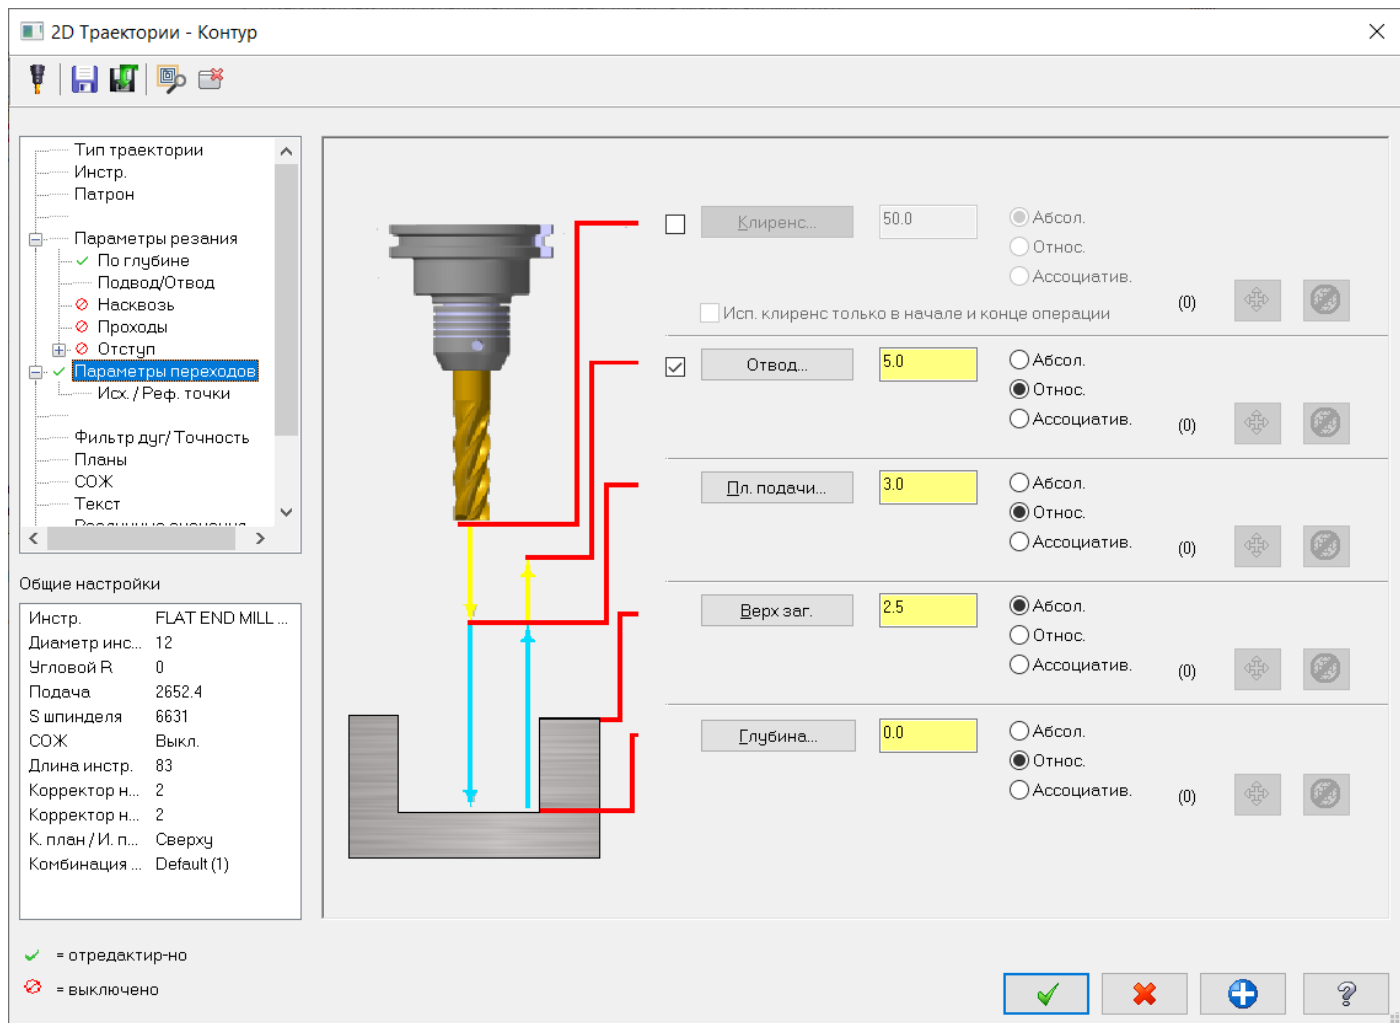 2D Траектории - Контур
Тип траектории
Инстр.
Патрон
Параметры резания
По глубине
Подвод/Отвод
Насквозь
Проходы
Отступ
Параметры переходов
Исх. / Реф. точки
Фильтр дуг/ Точность
Планы
СОЖ
Текст
Общие настройки
Инстр. FLAT END MILL ...
Диаметр инс... 12
Угловой R 0
Подача 2652.4
S шпинделя 6631
СОЖ Выкл.
Длина инстр. 83
Корректор н... 2
Корректор н... 2
К. план / И. п... Сверху
Комбинация ... Default (1)
= отредактир-но
= выключено
Клиренс... 50.0 Абсол.
Относ.
Ассоциатив.
(0)
Исп. клиренс только в начале и конце операции
Отвод... 5.0 Абсол.
Относ.
Ассоциатив.
(0)
Пл. подачи... 3.0 Абсол.
Относ.
Ассоциатив.
(0)
Верх заг. 2.5 Абсол.
Относ.
Ассоциатив.
(0)
Глубина... 0.0 Абсол.
Относ.
Ассоциатив.
(0)